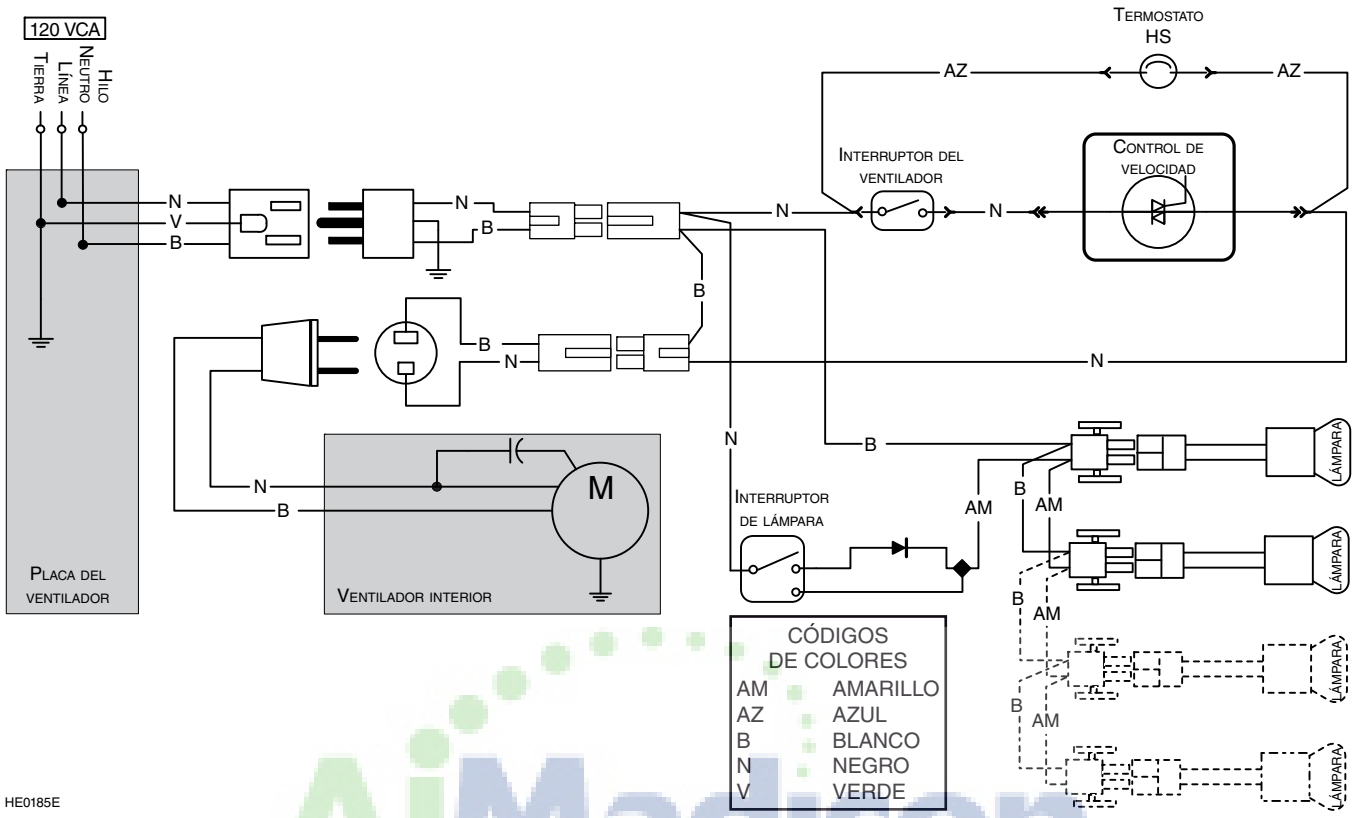 120 VCA
TIERRA
LÍNEA
NEUTRO
HILO
TERMOSTATO
HS
AZ
AZ
INTERRUPTOR DEL
VENTILADOR
CONTROL DE
VELOCIDAD
N
V
B
N
B
N
N
B
B
N
N
N
B
N
B
AM
B
AM
INTERRUPTOR
DE LÁMPARA
LÁMPARA
LÁMPARA
B
AM
LÁMPARA
B
AM
LÁMPARA
M
PLACA DEL
VENTILADOR
VENTILADOR INTERIOR
CÓDIGOS
DE COLORES
AM AMARILLO
AZ AZUL
B BLANCO
N NEGRO
V VERDE
HE0185E
AjMadison